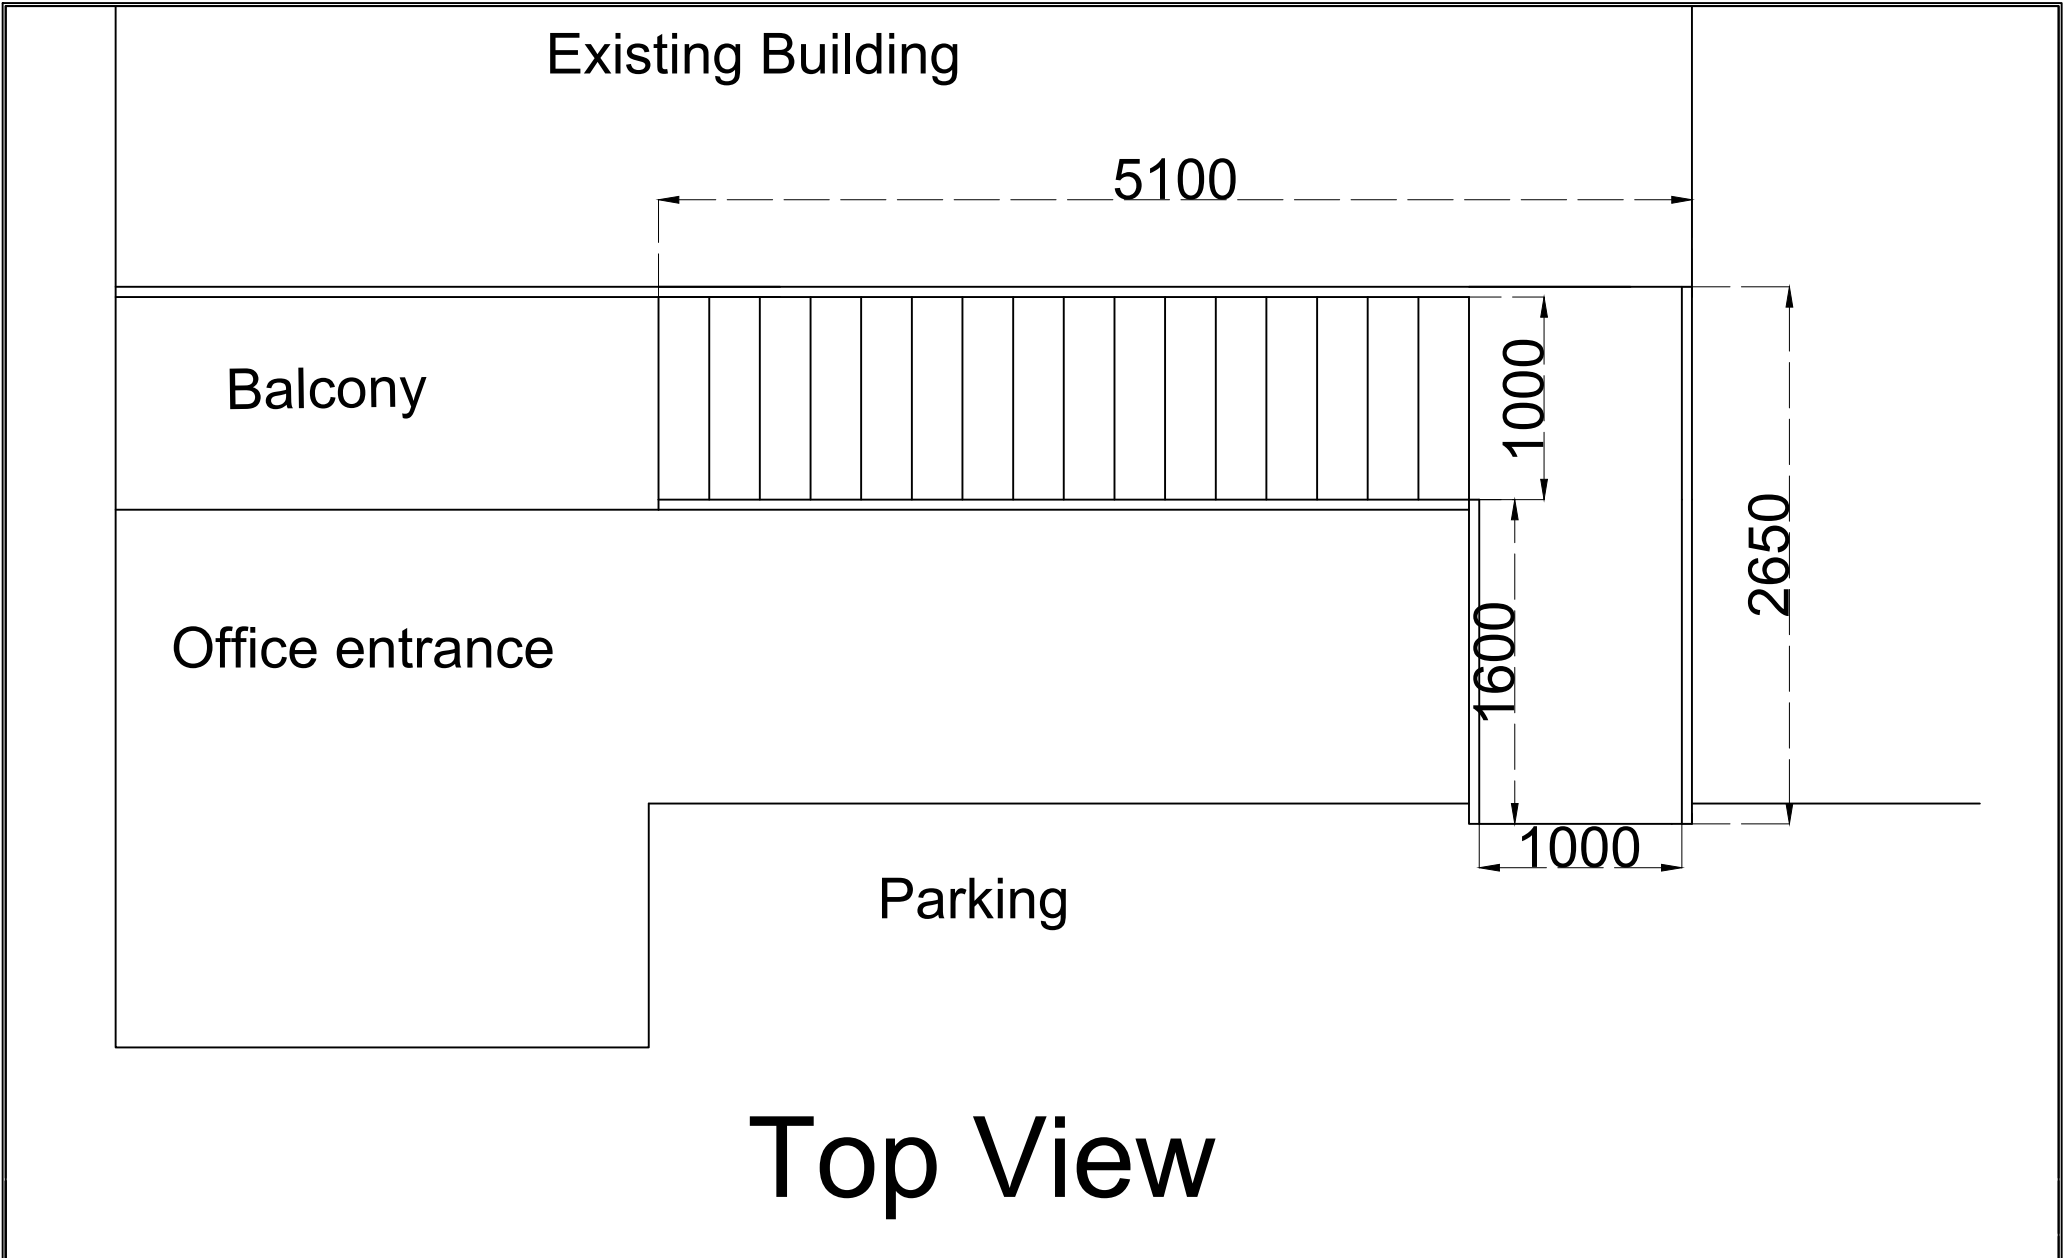 Existing Building
5100
Balcony
1000
2650
Office entrance
1600
1000
Parking
Top View